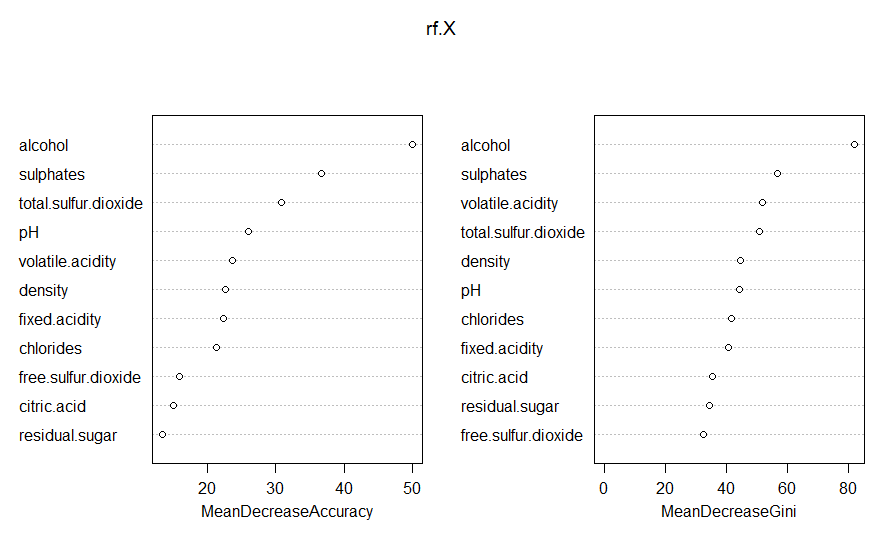 rf.X
alcohol
sulphates
total.sulfur.dioxide
pH
volatile.acidity
density
fixed.acidity
chlorides
free.sulfur.dioxide
citric.acid
residual.sugar
20 30 40 50
MeanDecreaseAccuracy
alcohol
sulphates
volatile.acidity
total.sulfur.dioxide
density
pH
chlorides
fixed.acidity
citric.acid
residual.sugar
free.sulfur.dioxide
0 20 40 60 80
MeanDecreaseGini